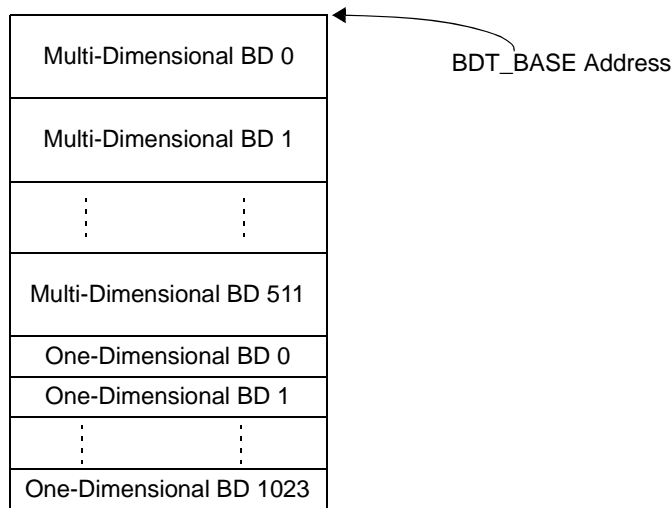 Multi-Dimensional BD 0
BDT_BASE Address
Multi-Dimensional BD 1
Multi-Dimensional BD 511
One-Dimensional BD 0
One-Dimensional BD 1
One-Dimensional BD 1023